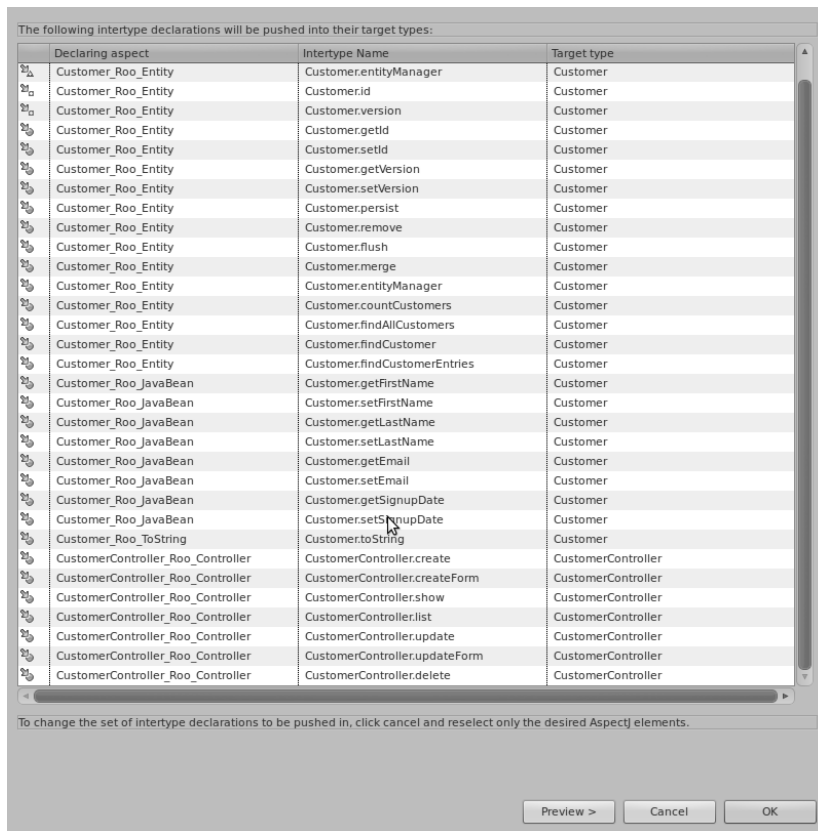 The following intertype declarations will be pushed into their target types:
Declaring aspect Intertype Name Target type
Customer_Roo_Entity Customer.entityManager Customer
Customer_Roo_Entity Customer.id Customer
Customer_Roo_Entity Customer.version Customer
Customer_Roo_Entity Customer.getId Customer
Customer_Roo_Entity Customer.setId Customer
Customer_Roo_Entity Customer.getVersion Customer
Customer_Roo_Entity Customer.setVersion Customer
Customer_Roo_Entity Customer.persist Customer
Customer_Roo_Entity Customer.remove Customer
Customer_Roo_Entity Customer.flush Customer
Customer_Roo_Entity Customer.merge Customer
Customer_Roo_Entity Customer.entityManager Customer
Customer_Roo_Entity Customer.countCustomers Customer
Customer_Roo_Entity Customer.findAllCustomers Customer
Customer_Roo_Entity Customer.findCustomer Customer
Customer_Roo_Entity Customer.findCustomerEntries Customer
Customer_Roo_JavaBean Customer.getFirstName Customer
Customer_Roo_JavaBean Customer.setFirstName Customer
Customer_Roo_JavaBean Customer.getLastName Customer
Customer_Roo_JavaBean Customer.setLastName Customer
Customer_Roo_JavaBean Customer.getEmail Customer
Customer_Roo_JavaBean Customer.setEmail Customer
Customer_Roo_JavaBean Customer.getSignupDate Customer
Customer_Roo_JavaBean Customer.setSignupDate Customer
Customer_Roo_ToString Customer.toString Customer
CustomerController_Roo_Controller CustomerController.create CustomerController
CustomerController_Roo_Controller CustomerController.createForm CustomerController
CustomerController_Roo_Controller CustomerController.show CustomerController
CustomerController_Roo_Controller CustomerController.list CustomerController
CustomerController_Roo_Controller CustomerController.update CustomerController
CustomerController_Roo_Controller CustomerController.updateForm CustomerController
CustomerController_Roo_Controller CustomerController.delete CustomerController
To change the set of intertype declarations to be pushed in, click cancel and reselect only the desired AspectJ elements.
Preview > Cancel OK